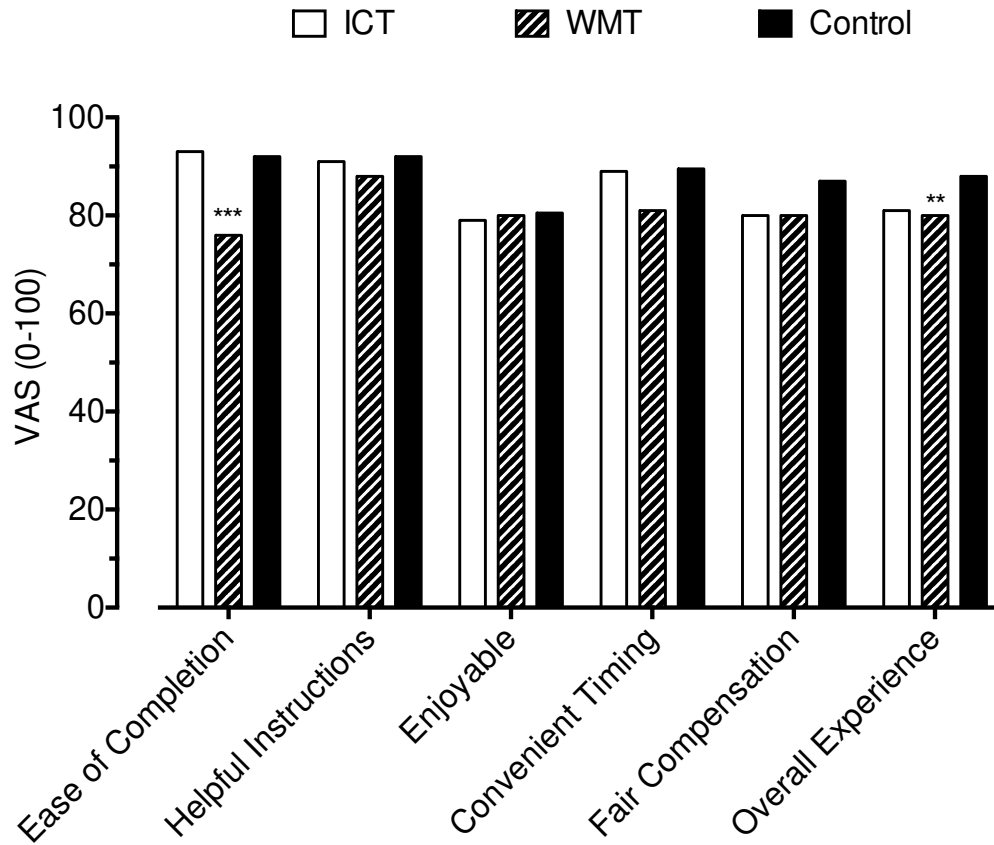 ICT WMT Control
100
80
60
40
20
0
VAS (0-100)
***
**
Ease of Completion
Helpful Instructions
Enjoyable
Convenient Timing
Fair Compensation
Overall Experience